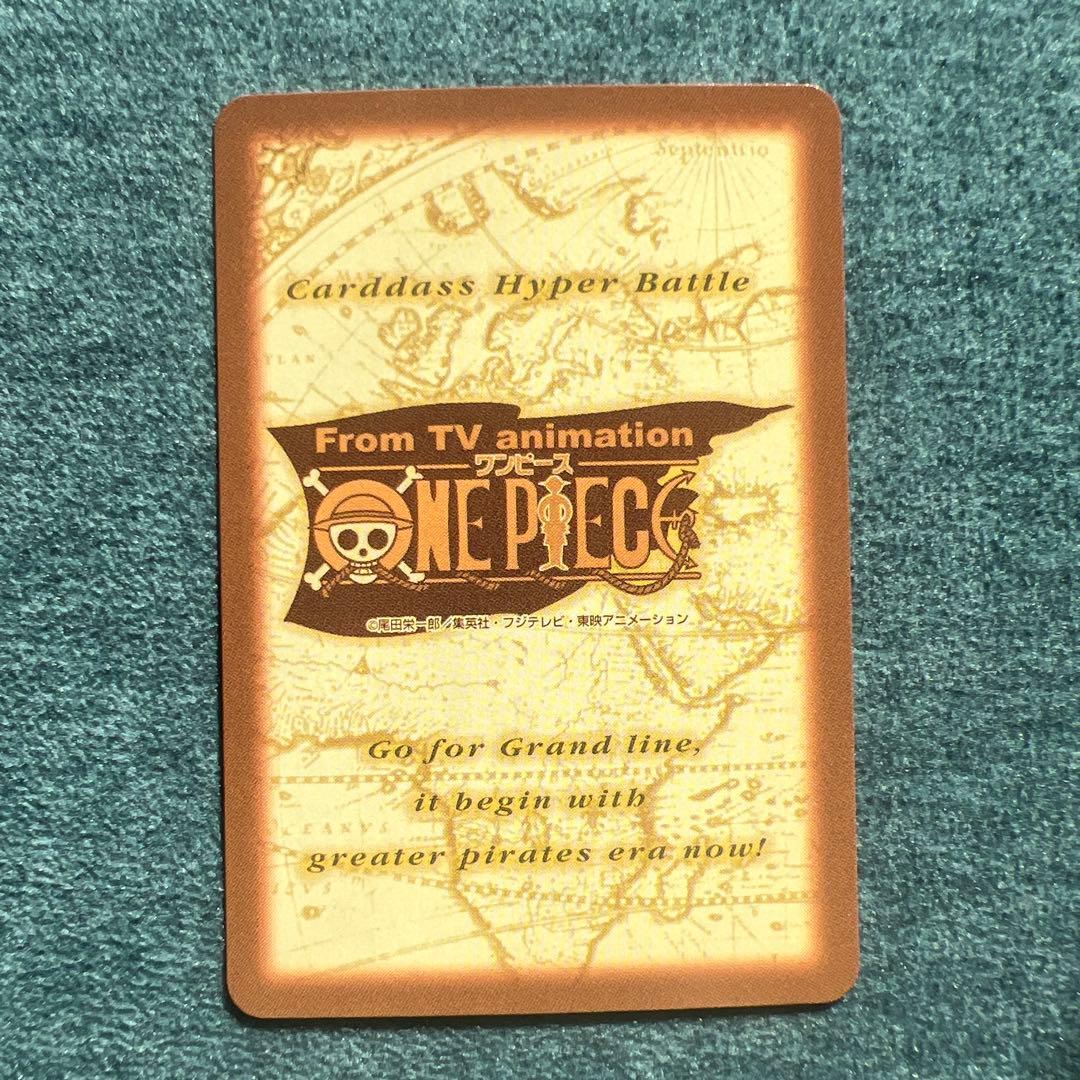 Septentrio
Carddass Hyper Battle
From TV animation
ワンピース
ONE PIECE
©尾田栄一郎／集英社・フジテレビ・東映アニメーション
Go for Grand line,
it begin with
greater pirates era now!